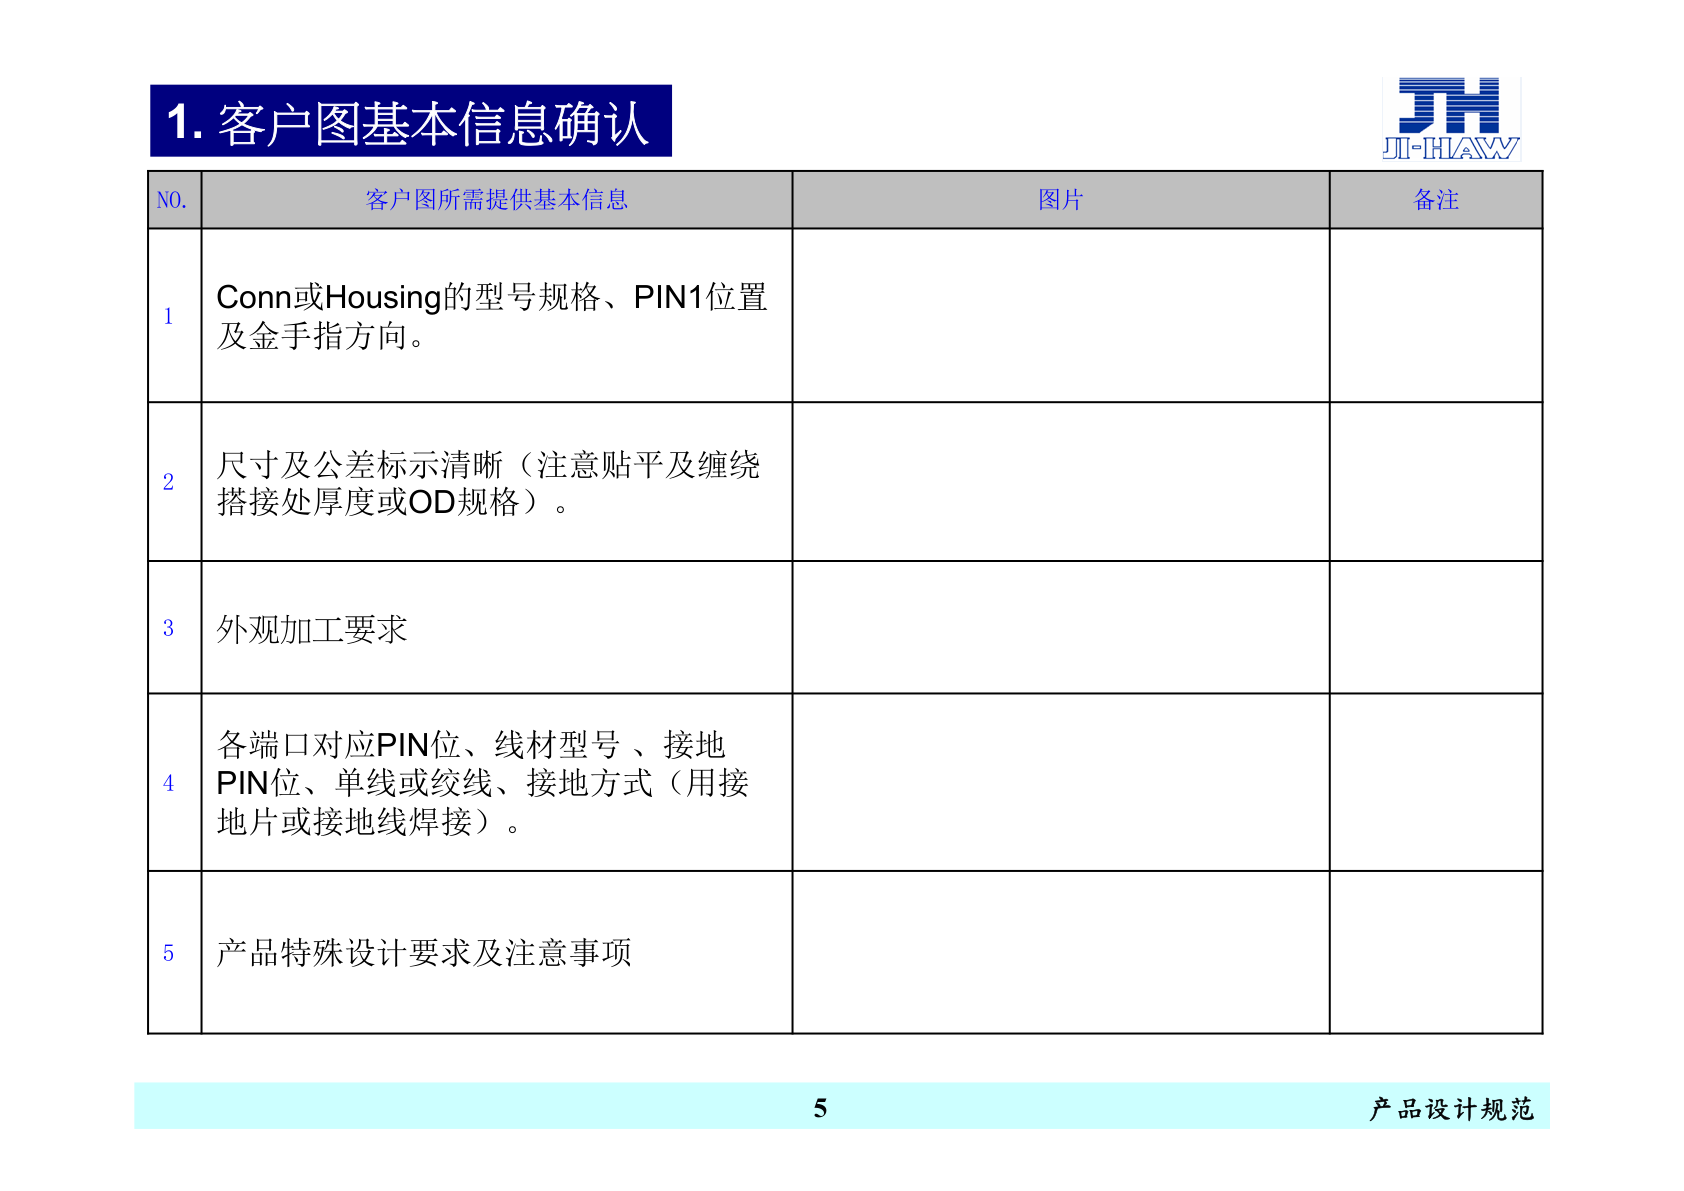 1. 客户图基本信息确认
JH
JI-HAW
NO. 客户图所需提供基本信息 图片 备注
1
Conn或Housing的型号规格、PIN1位置
及金手指方向。
2
尺寸及公差标示清晰（注意贴平及缠绕
搭接处厚度或OD规格）。
3
外观加工要求
4
各端口对应PIN位、线材型号 、接地
PIN位、单线或绞线、接地方式（用接
地片或接地线焊接）。
5
产品特殊设计要求及注意事项
5
产品设计规范